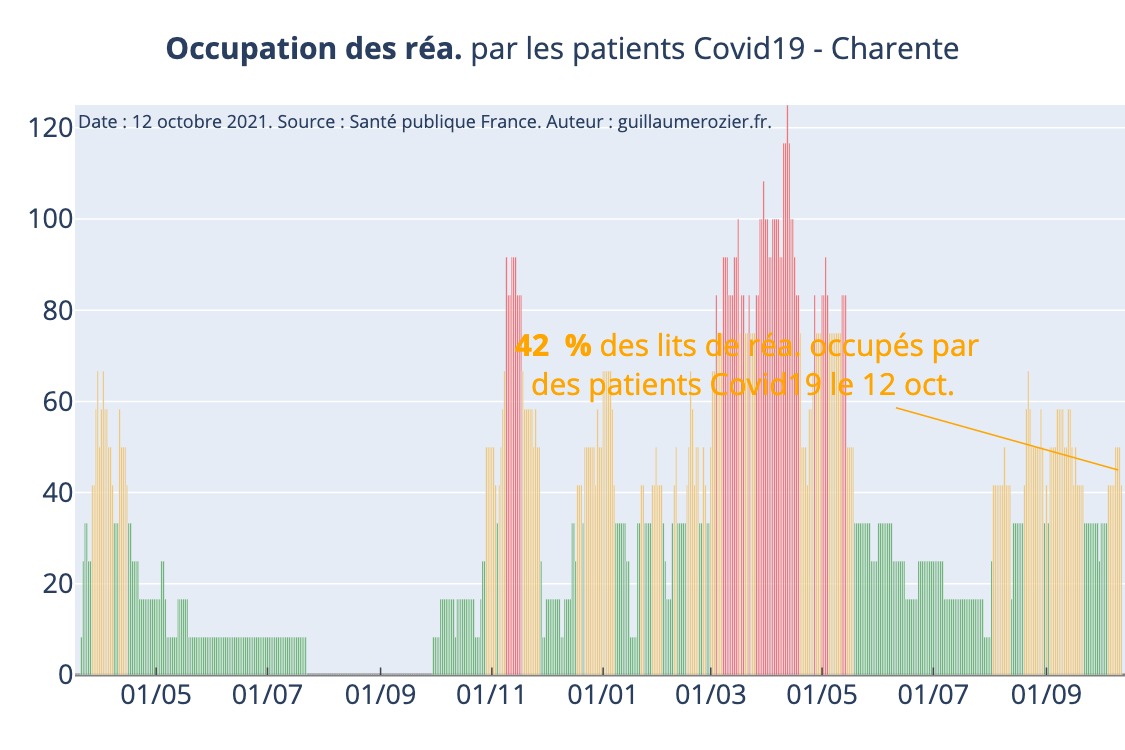 Occupation des réa. par les patients Covid19 - Charente
Date : 12 octobre 2021. Source : Santé publique France. Auteur : guillaumerozier.fr.
120
100
80
60
40
20
0
42 % des lits de réa. occupés par
des patients Covid19 le 12 oct.
01/05 01/07 01/09 01/11 01/01 01/03 01/05 01/07 01/09